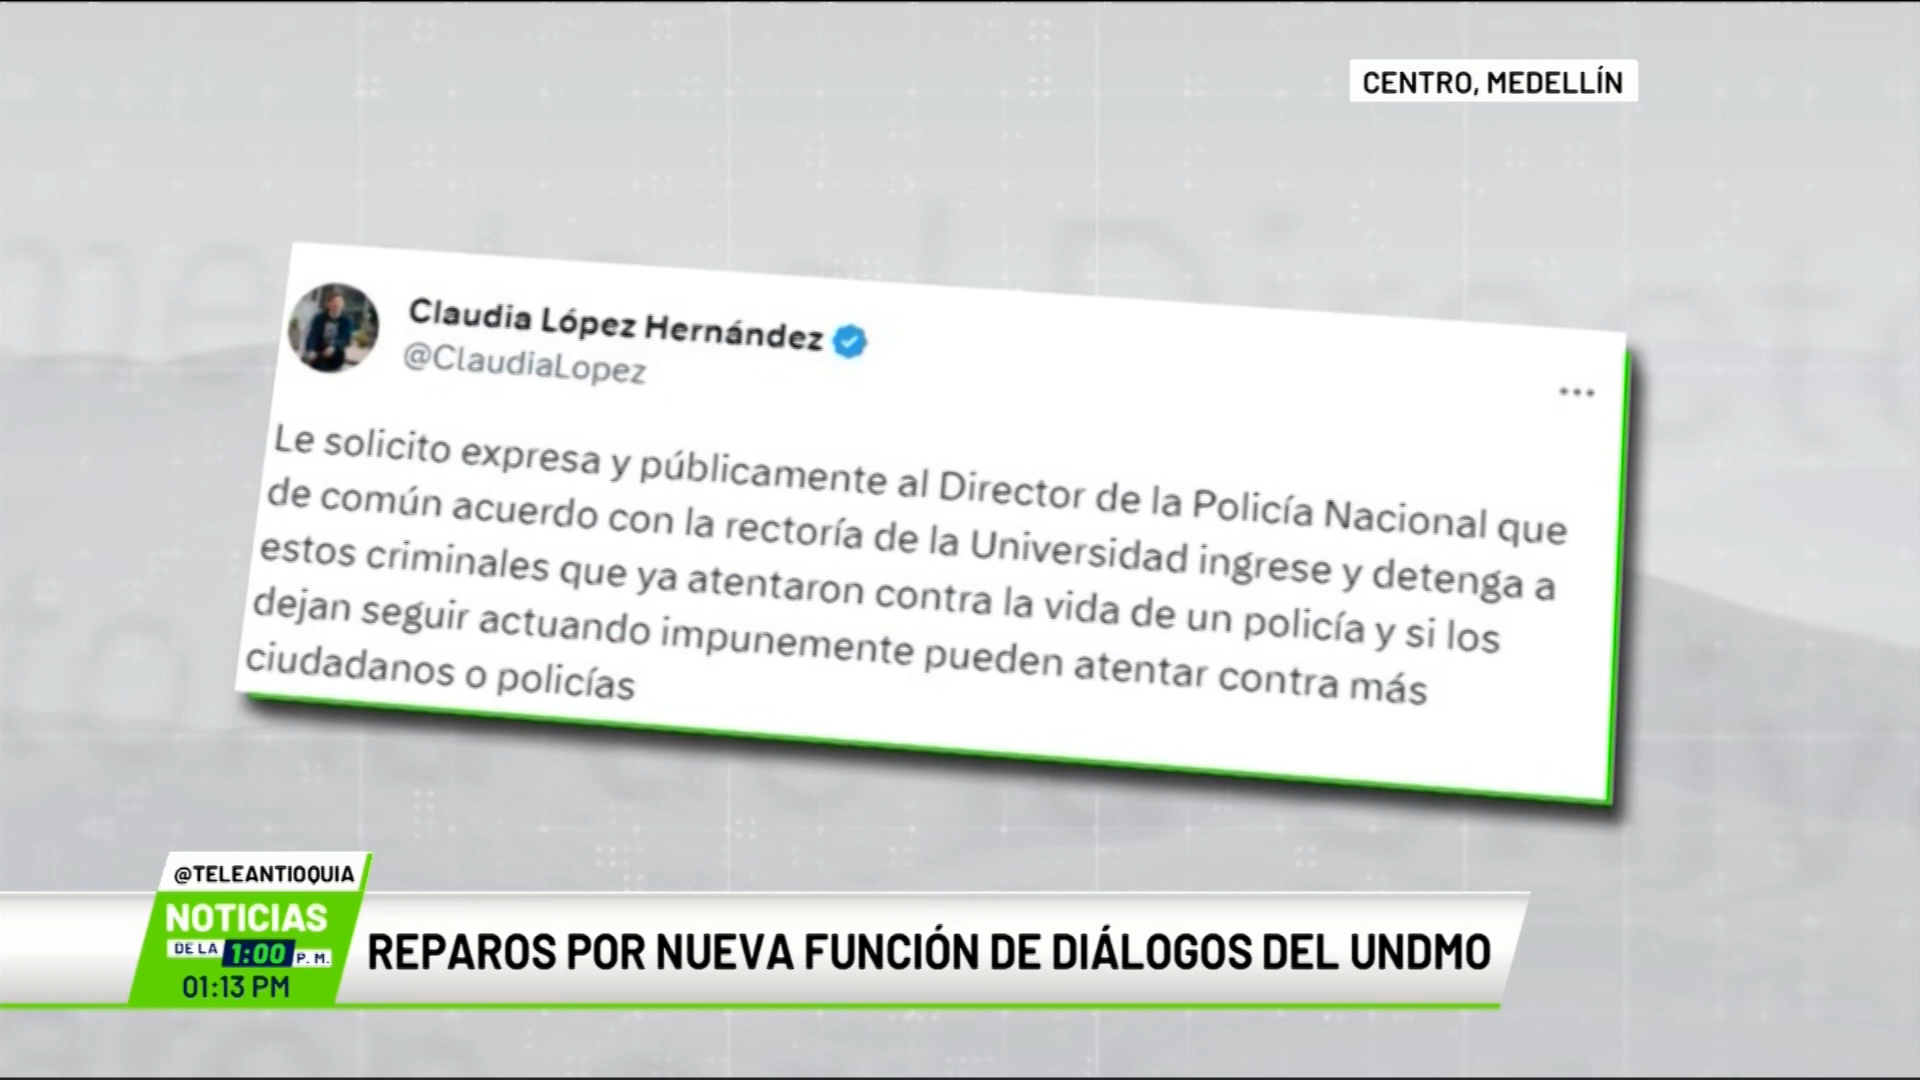 CENTRO, MEDELLÍN
Claudia López Hernández
@ClaudiaLopez
Le solicito expresa y públicamente al Director de la Policía Nacional que
de común acuerdo con la rectoría de la Universidad ingrese y detenga a
estos criminales que ya atentaron contra la vida de un policía y si los
dejan seguir actuando impunemente pueden atentar contra más
ciudadanos o policías
@TELEANTIOQUIA
NOTICIAS
DE LA 1:00 P.M.
01:13 PM
REPAROS POR NUEVA FUNCIÓN DE DIÁLOGOS DEL UNDMO